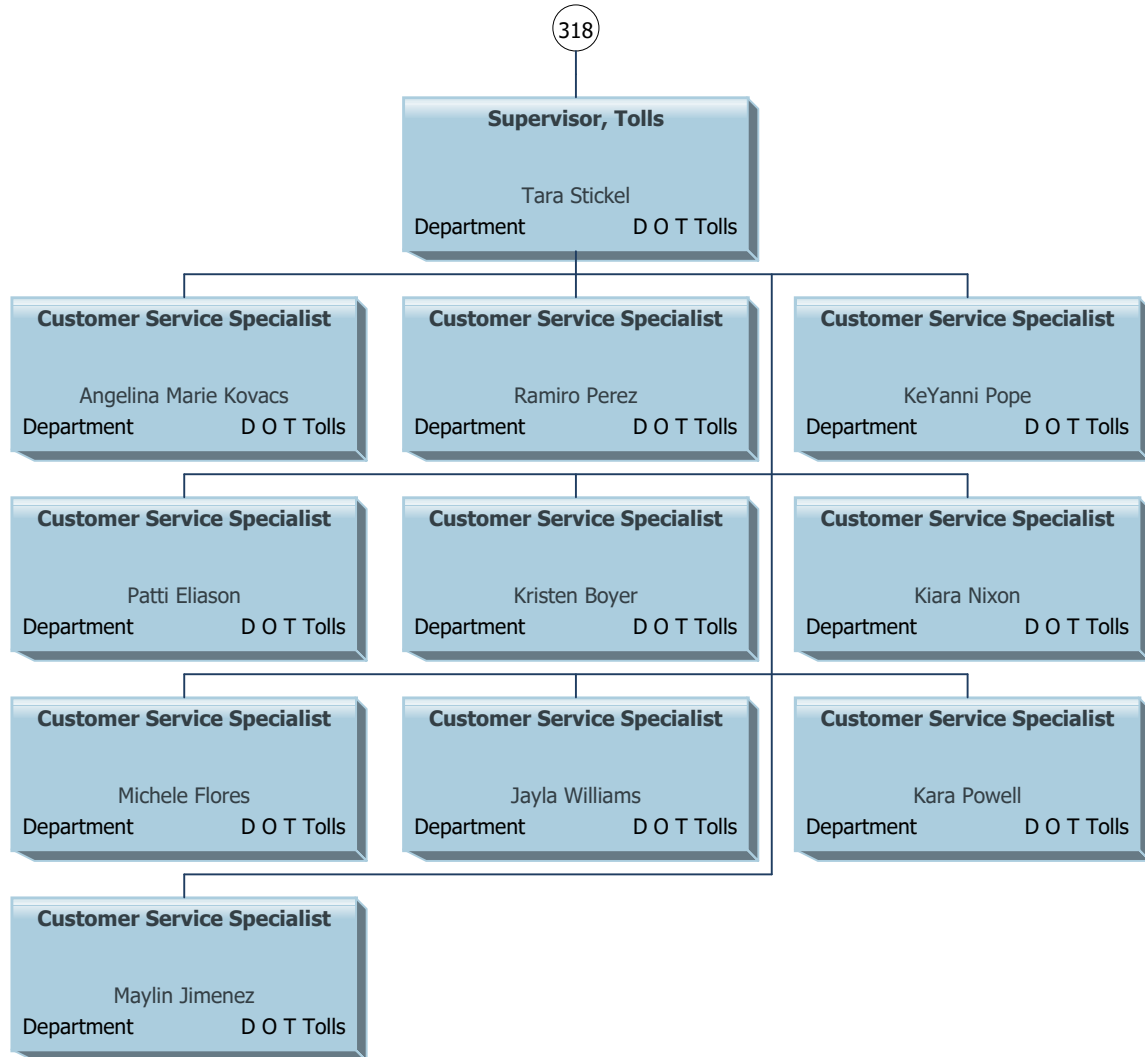 318
Supervisor, Tolls
Tara Stickel
Department D O T Tolls
Customer Service Specialist
Angelina Marie Kovacs
Department D O T Tolls
Customer Service Specialist
Ramiro Perez
Department D O T Tolls
Customer Service Specialist
KeYanni Pope
Department D O T Tolls
Customer Service Specialist
Patti Eliason
Department D O T Tolls
Customer Service Specialist
Kristen Boyer
Department D O T Tolls
Customer Service Specialist
Kiara Nixon
Department D O T Tolls
Customer Service Specialist
Michele Flores
Department D O T Tolls
Customer Service Specialist
Jayla Williams
Department D O T Tolls
Customer Service Specialist
Kara Powell
Department D O T Tolls
Customer Service Specialist
Maylin Jimenez
Department D O T Tolls